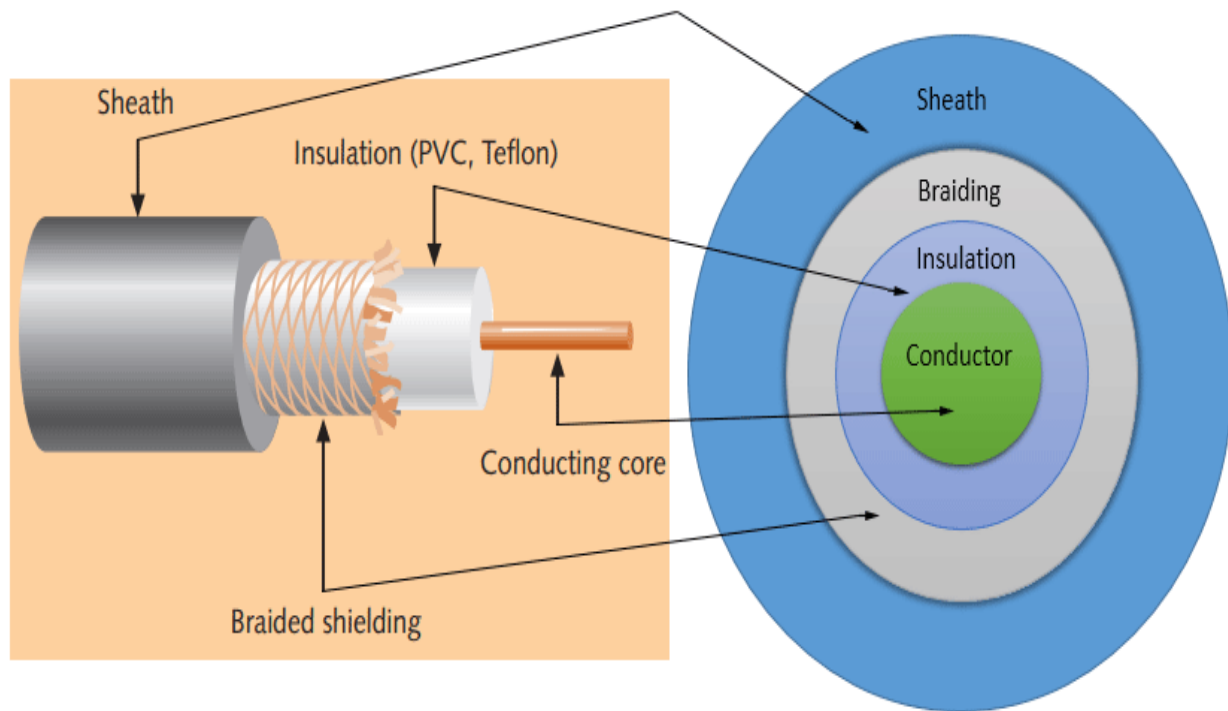 Sheath
Insulation (PVC, Teflon)
Conducting core
Braided shielding
Sheath
Braiding
Insulation
Conductor